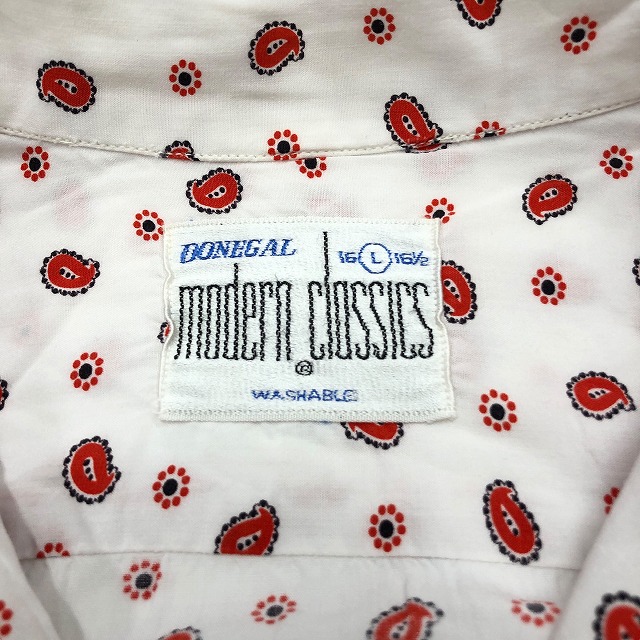 DONEGAL 16 L 16½
modern classics
®
WASHABLE